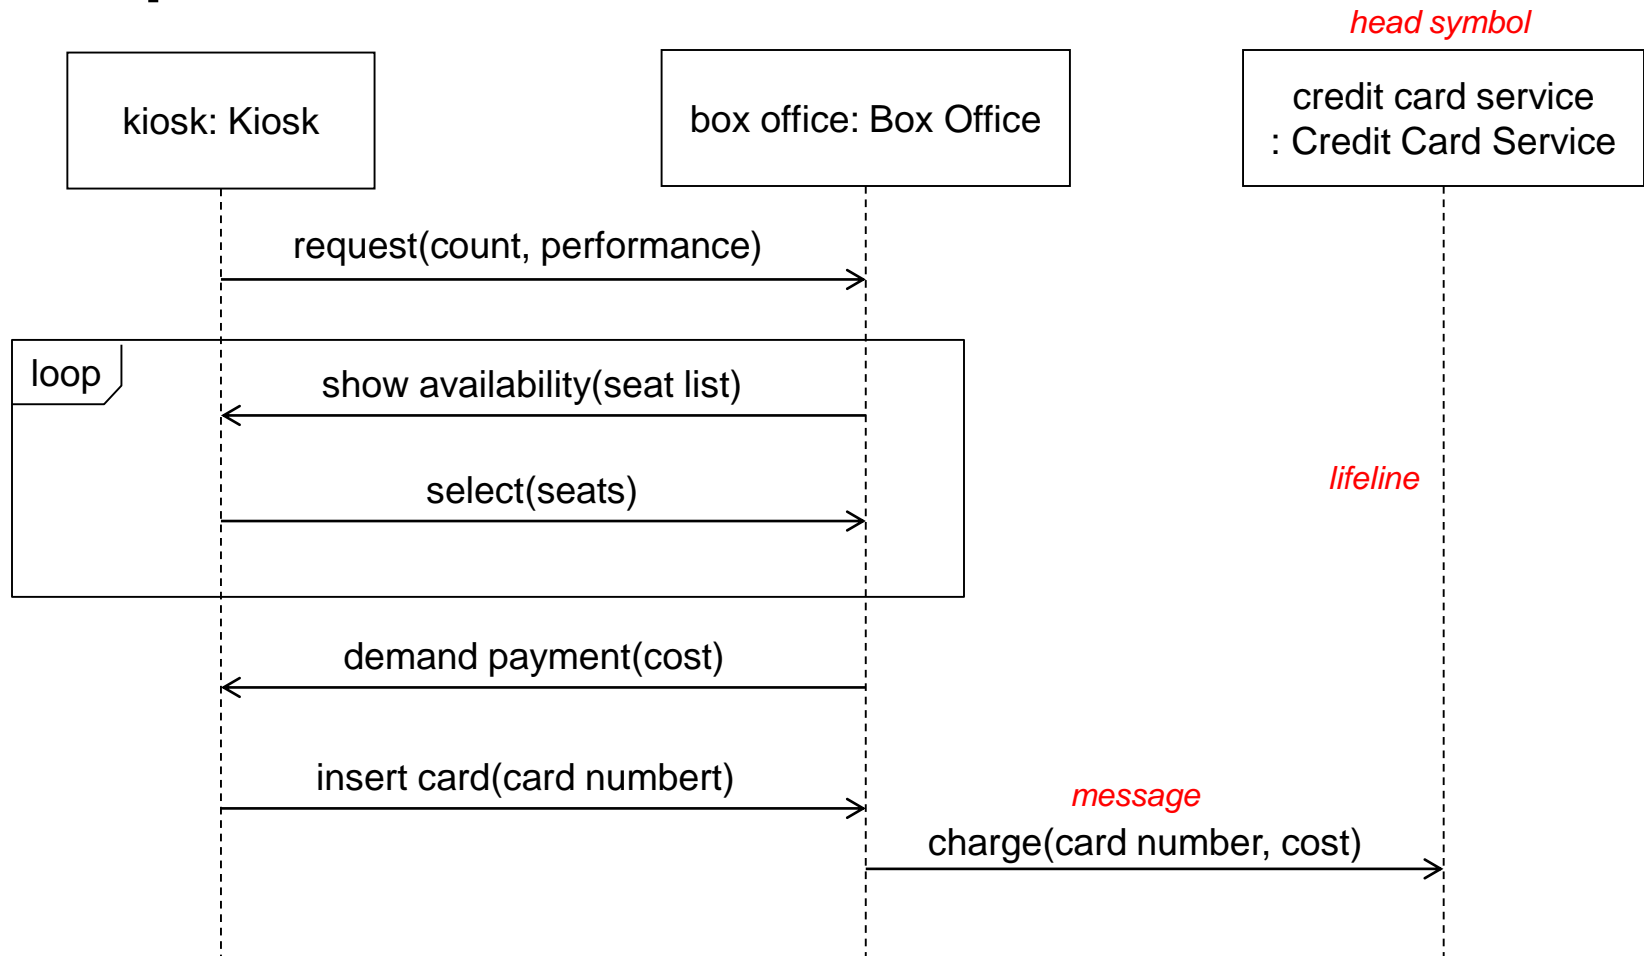 head symbol
kiosk: Kiosk
box office: Box Office
credit card service
: Credit Card Service
request(count, performance)
loop
show availability(seat list)
lifeline
select(seats)
demand payment(cost)
insert card(card numbert)
message
charge(card number, cost)